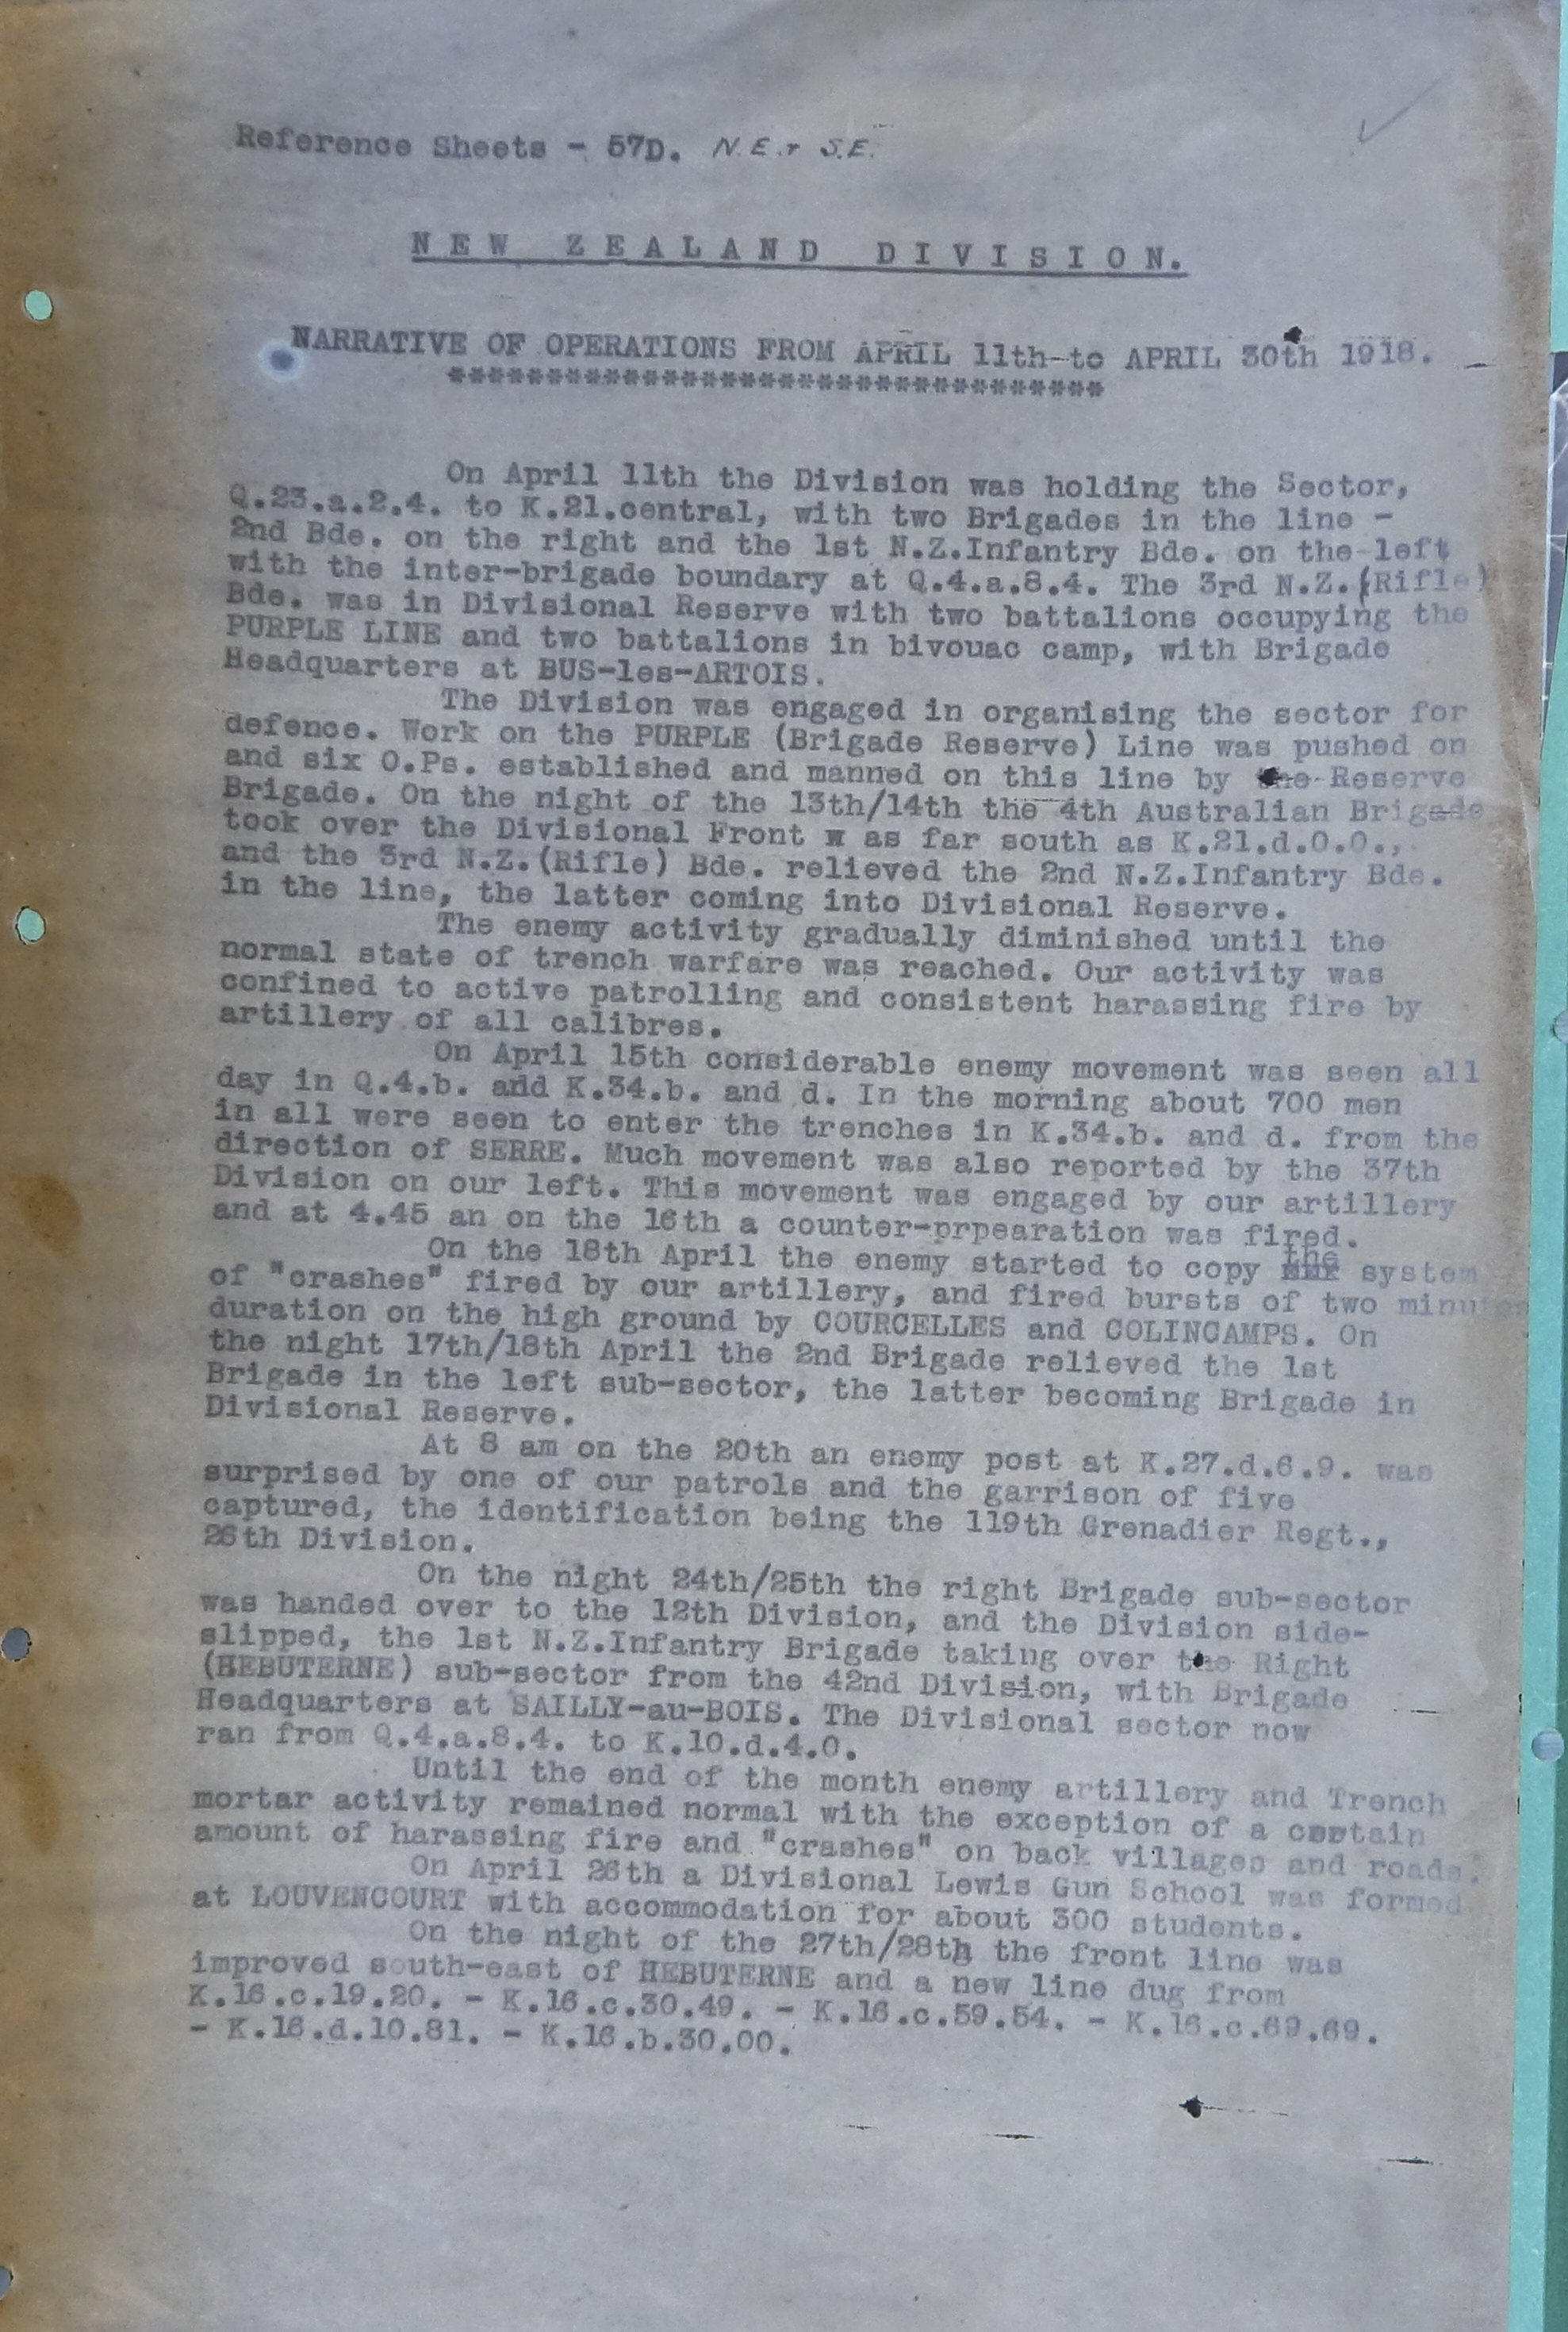 Reference Sheets - 57D. N.E. + S.E.
NEW ZEALAND DIVISION.
NARRATIVE OF OPERATIONS FROM APRIL 11th to APRIL 30th 1918.
**********************************
On April 11th the Division was holding the Sector,
Q.23.a.2.4. to K.21.central, with two Brigades in the line -
2nd Bde. on the right and the 1st N.Z.Infantry Bde. on the left
with the inter-brigade boundary at Q.4.a.8.4. The 3rd N.Z.(Rifle)
Bde. was in Divisional Reserve with two battalions occupying the
PURPLE LINE and two battalions in bivouac camp, with Brigade
Headquarters at BUS-les-ARTOIS.
The Division was engaged in organising the sector for
defence. Work on the PURPLE (Brigade Reserve) Line was pushed on
and six O.Ps. established and manned on this line by the Reserve
Brigade. On the night of the 13th/14th the 4th Australian Brigade
took over the Divisional Front x as far south as K.21.d.0.0.,
and the 3rd N.Z.(Rifle) Bde. relieved the 2nd N.Z.Infantry Bde.
in the line, the latter coming into Divisional Reserve.
The enemy activity gradually diminished until the
normal state of trench warfare was reached. Our activity was
confined to active patrolling and consistent harassing fire by
artillery of all calibres.
On April 15th considerable enemy movement was seen all
day in Q.4.b. and K.34.b. and d. In the morning about 700 men
in all were seen to enter the trenches in K.34.b. and d. from the
direction of SERRE. Much movement was also reported by the 37th
Division on our left. This movement was engaged by our artillery
and at 4.45 an on the 16th a counter-prpearation was fired.
On the 18th April the enemy started to copy the system
of "crashes" fired by our artillery, and fired bursts of two minutes
duration on the high ground by COURCELLES and COLINCAMPS. On
the night 17th/18th April the 2nd Brigade relieved the 1st
Brigade in the left sub-sector, the latter becoming Brigade in
Divisional Reserve.
At 8 am on the 20th an enemy post at K.27.d.6.9. was
surprised by one of our patrols and the garrison of five
captured, the identification being the 119th Grenadier Regt.,
26th Division.
On the night 24th/25th the right Brigade sub-sector
was handed over to the 12th Division, and the Division side-
slipped, the 1st N.Z.Infantry Brigade taking over the Right
(HEBUTERNE) sub-sector from the 42nd Division, with Brigade
Headquarters at SAILLY-au-BOIS. The Divisional sector now
ran from Q.4.a.8.4. to K.10.d.4.0.
Until the end of the month enemy artillery and Trench
mortar activity remained normal with the exception of a certain
amount of harassing fire and "crashes" on back villages and roads.
On April 26th a Divisional Lewis Gun School was formed
at LOUVENCOURT with accommodation for about 300 students.
On the night of the 27th/28th the front line was
improved south-east of HEBUTERNE and a new line dug from
K.16.c.19.20. - K.16.c.30.49. - K.16.c.59.54. - K.16.c.69.69.
- K.16.d.10.81. - K.16.b.30.00.